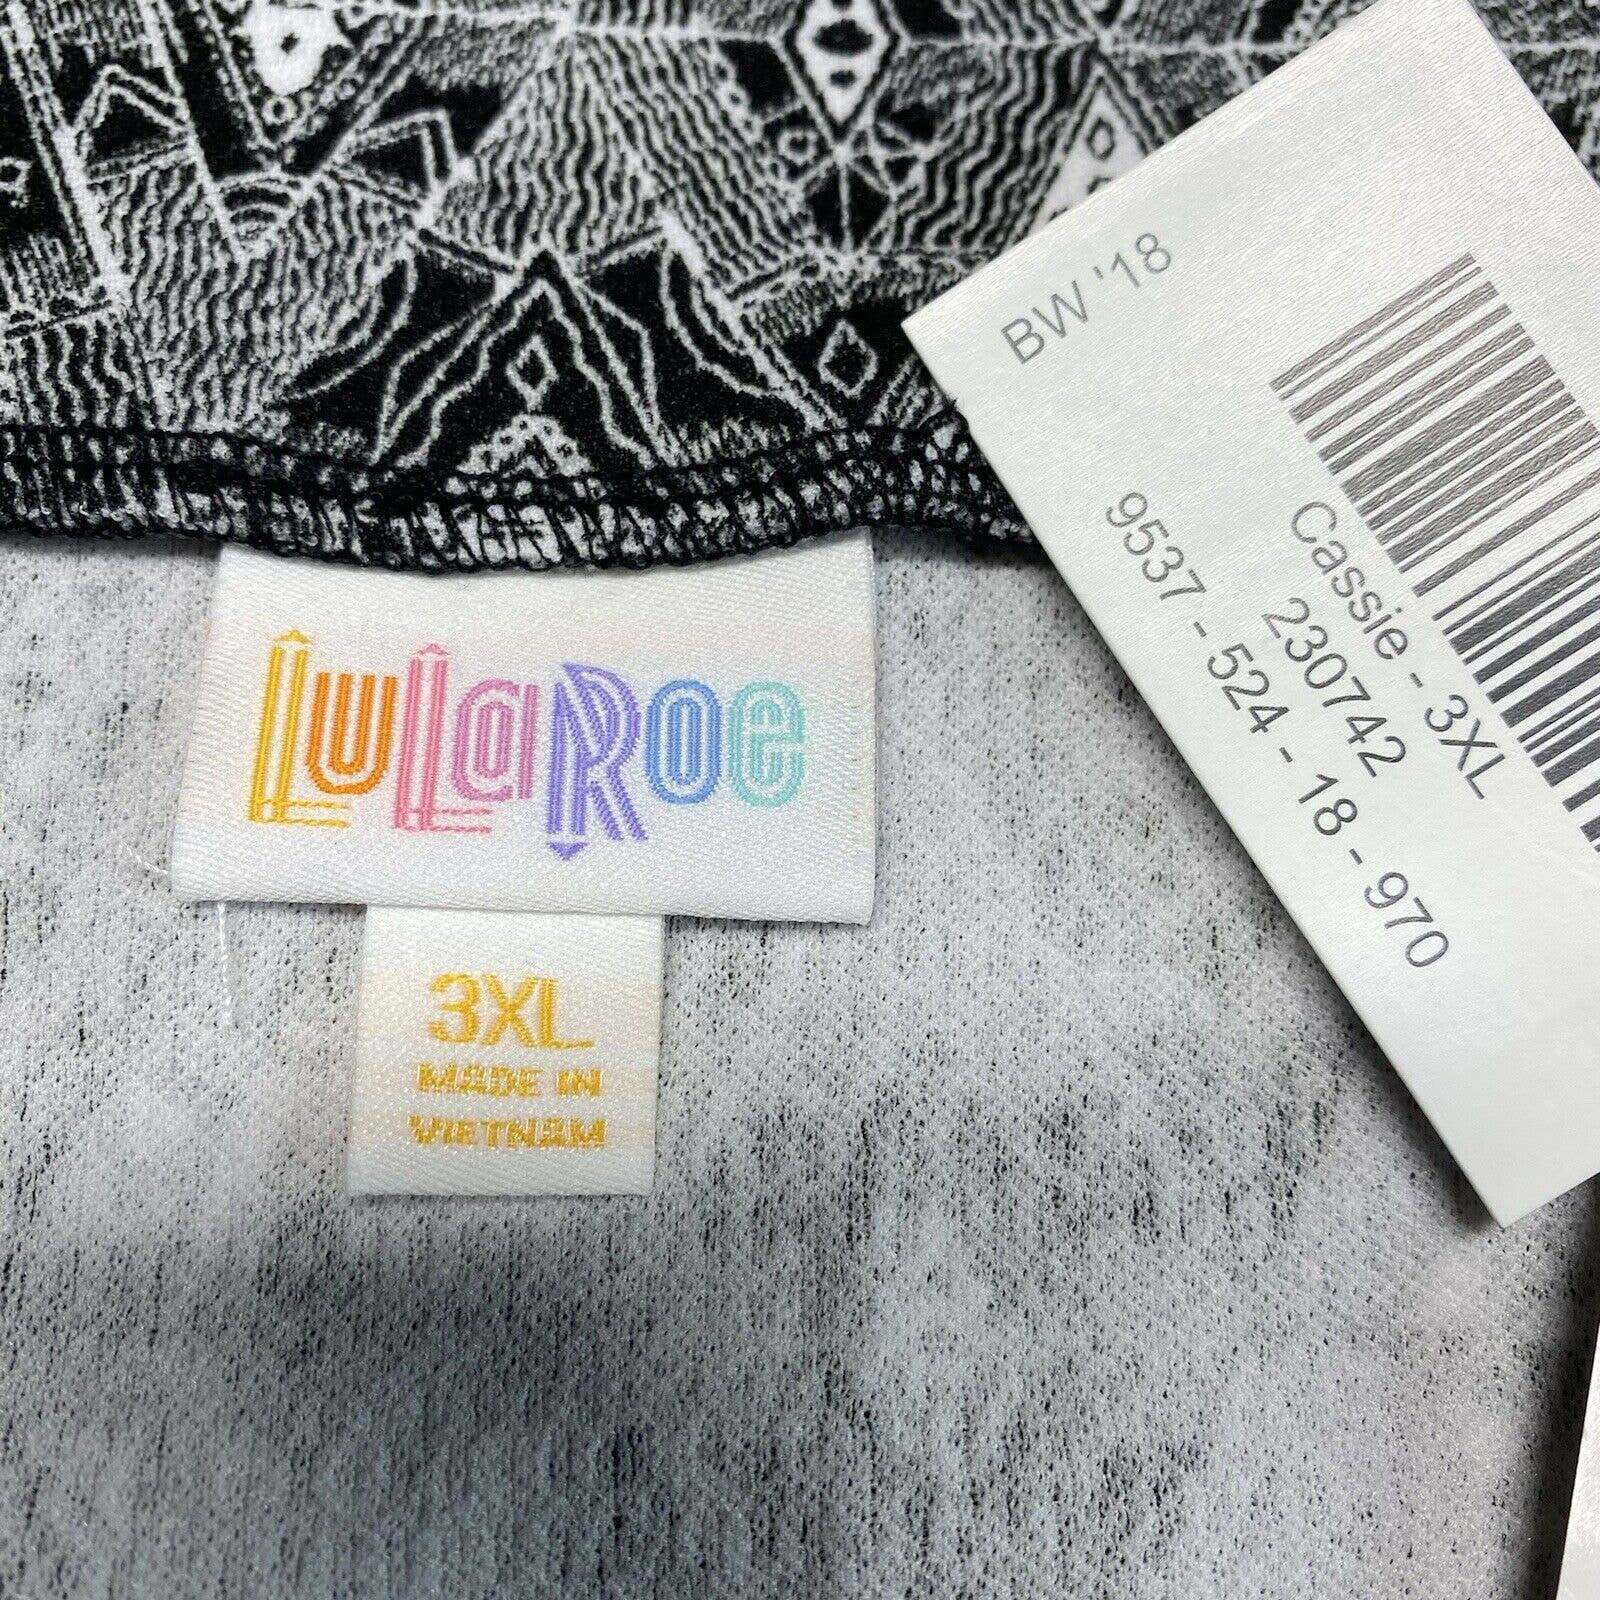 LuLaRoe
3XL
MADE IN
VIETNAM
BW '18
Cassie - 3XL
230742
9537 - 524 - 18 - 970